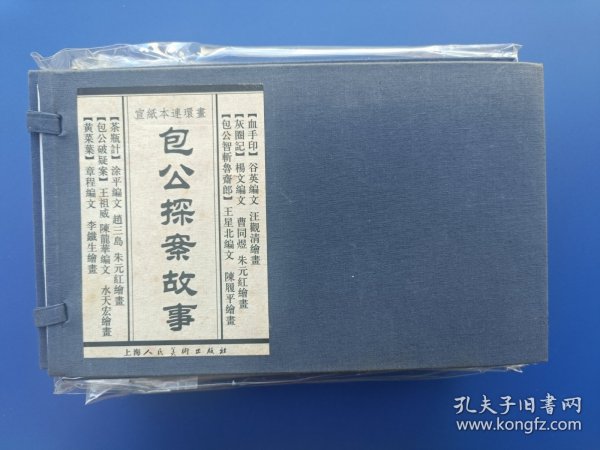 宣紙本連環畫
包公探案故事
【血手印】 谷英編文 汪觀清繪畫
【灰闌記】 楊文編文 曹同煜 朱元紅繪畫
【包公智斬魯齋郎】 王星北編文 陳履平繪畫
【茶瓶計】 涂平編文 趙三島 朱元紅繪畫
【包公破疑案】 王祖威 陳龍華編文 水天宏繪畫
【黃菜葉】 章程編文 李鐵生繪畫
上海人民美術出版社
孔夫子旧书网
www.kongfz.com